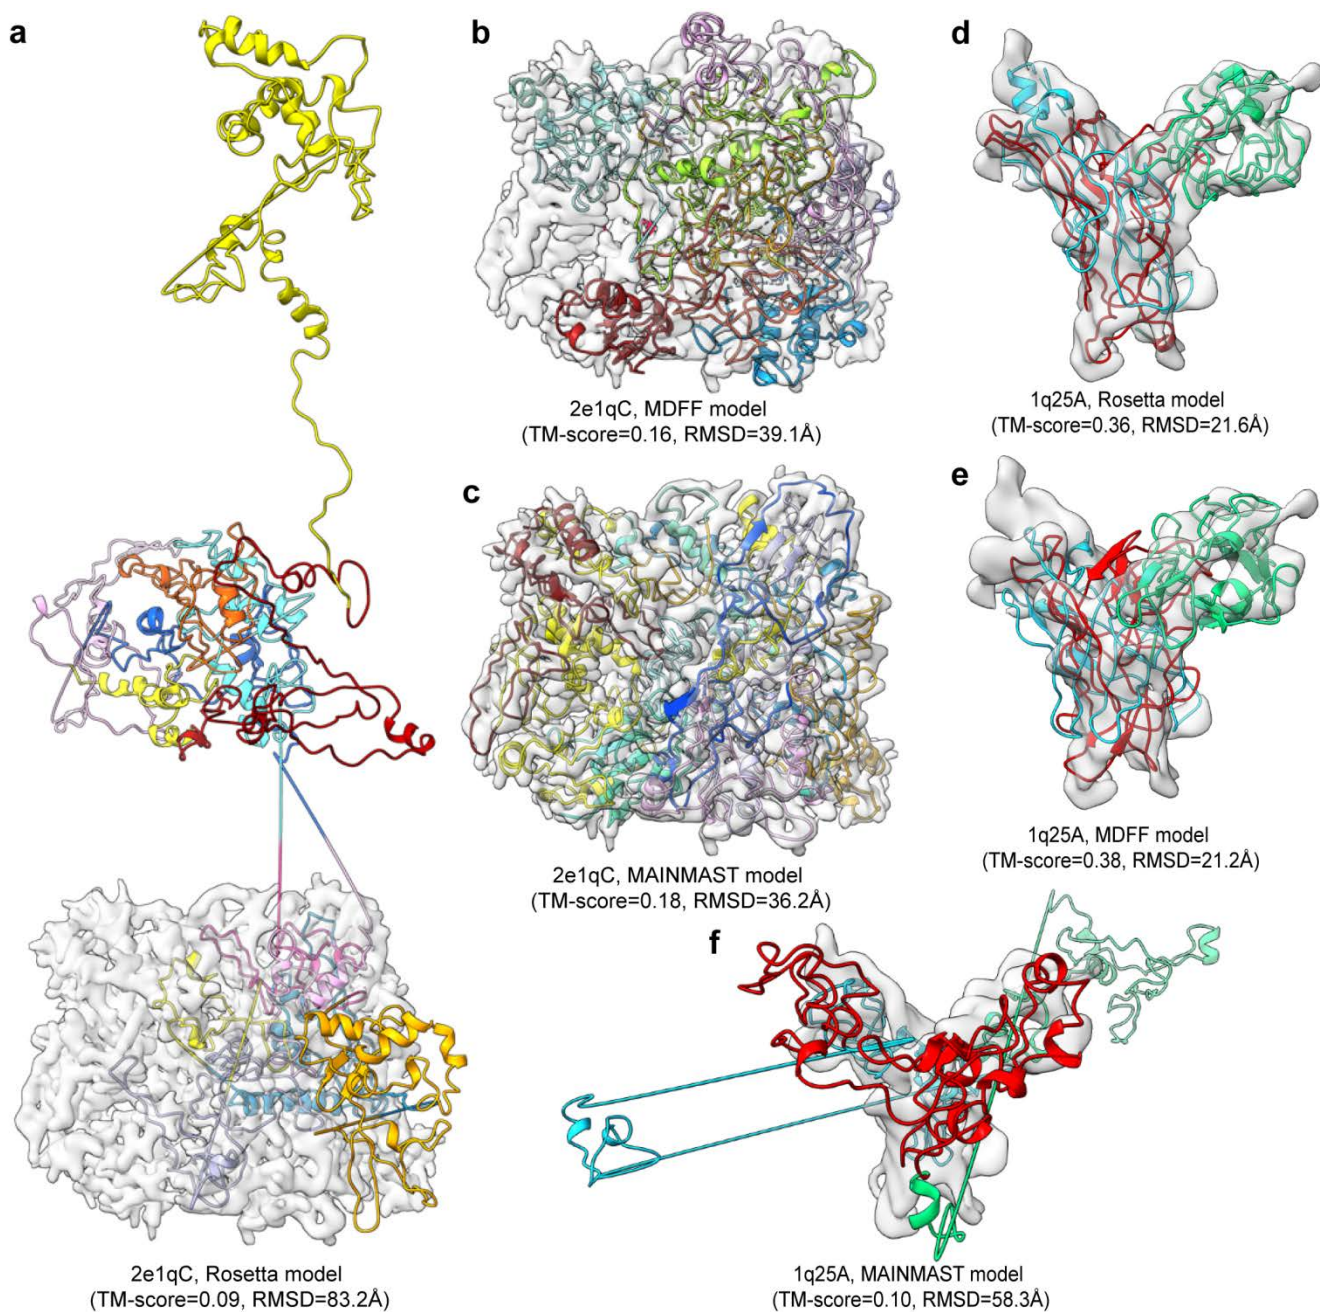 a
2e1qC, Rosetta model
(TM-score=0.09, RMSD=83.2Å)
b
2e1qC, MDFF model
(TM-score=0.16, RMSD=39.1Å)
c
2e1qC, MAINMAST model
(TM-score=0.18, RMSD=36.2Å)
d
1q25A, Rosetta model
(TM-score=0.36, RMSD=21.6Å)
e
1q25A, MDFF model
(TM-score=0.38, RMSD=21.2Å)
f
1q25A, MAINMAST model
(TM-score=0.10, RMSD=58.3Å)